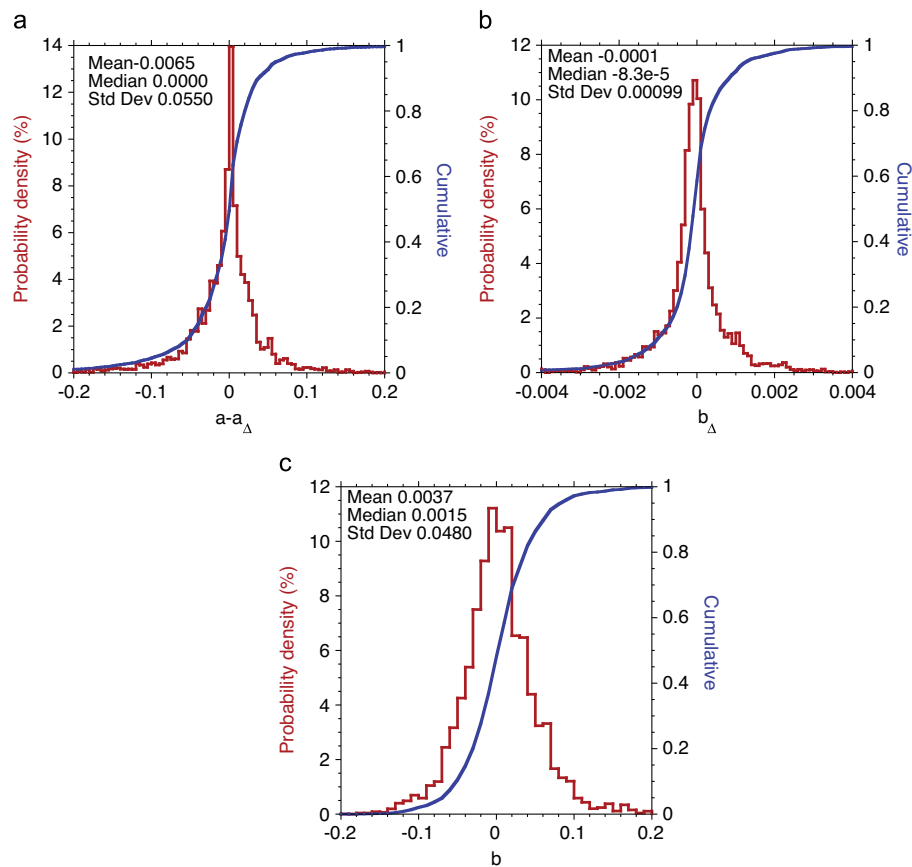 a
Mean-0.0065
Median 0.0000
Std Dev 0.0550
Probability density (%)
14
12
10
8
6
4
2
0
Cumulative
1
0.8
0.6
0.4
0.2
0
-0.2 -0.1 0 0.1 0.2
a-aΔ
b
Mean -0.0001
Median -8.3e-5
Std Dev 0.00099
Probability density (%)
12
10
8
6
4
2
0
Cumulative
1
0.8
0.6
0.4
0.2
0
-0.004 -0.002 0 0.002 0.004
bΔ
c
Mean 0.0037
Median 0.0015
Std Dev 0.0480
Probability density (%)
12
10
8
6
4
2
0
Cumulative
1
0.8
0.6
0.4
0.2
0
-0.2 -0.1 0 0.1 0.2
b